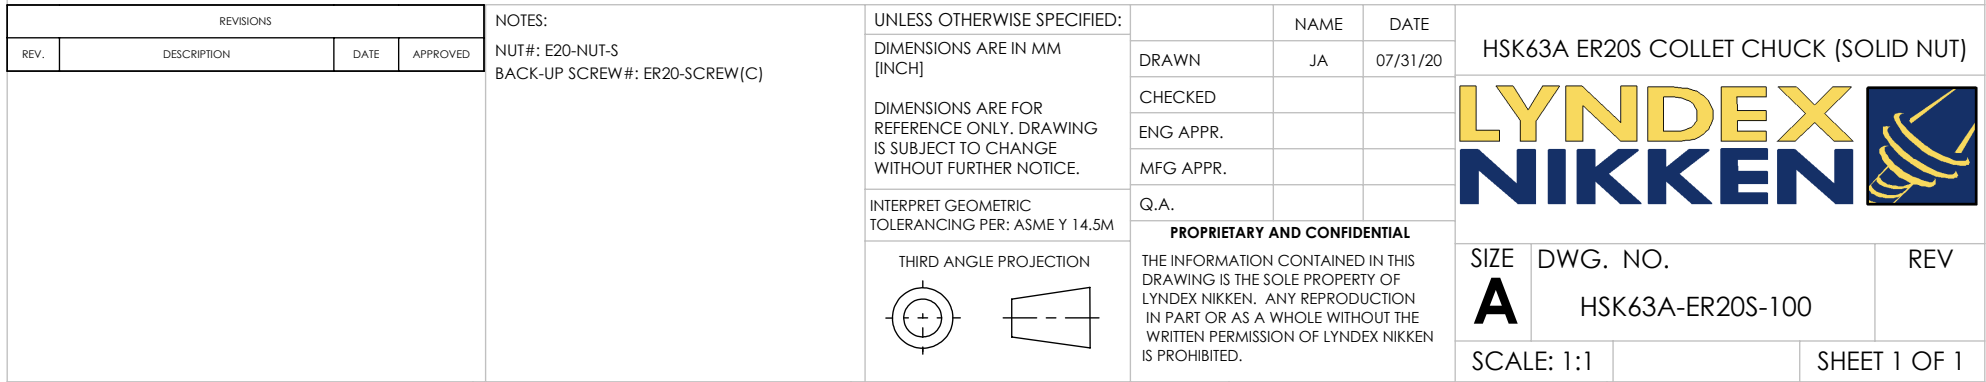 REVISIONS
REV. DESCRIPTION DATE APPROVED
NOTES:
NUT#: E20-NUT-S
BACK-UP SCREW#: ER20-SCREW(C)
UNLESS OTHERWISE SPECIFIED:
DIMENSIONS ARE IN MM
[INCH]
DIMENSIONS ARE FOR
REFERENCE ONLY. DRAWING
IS SUBJECT TO CHANGE
WITHOUT FURTHER NOTICE.
INTERPRET GEOMETRIC
TOLERANCING PER: ASME Y 14.5M
THIRD ANGLE PROJECTION
NAME DATE
DRAWN JA 07/31/20
CHECKED
ENG APPR.
MFG APPR.
Q.A.
PROPRIETARY AND CONFIDENTIAL
THE INFORMATION CONTAINED IN THIS
DRAWING IS THE SOLE PROPERTY OF
LYNDEX NIKKEN. ANY REPRODUCTION
IN PART OR AS A WHOLE WITHOUT THE
WRITTEN PERMISSION OF LYNDEX NIKKEN
IS PROHIBITED.
HSK63A ER20S COLLET CHUCK (SOLID NUT)
LYNDEX
NIKKEN
SIZE DWG. NO. REV
A HSK63A-ER20S-100
SCALE: 1:1 SHEET 1 OF 1